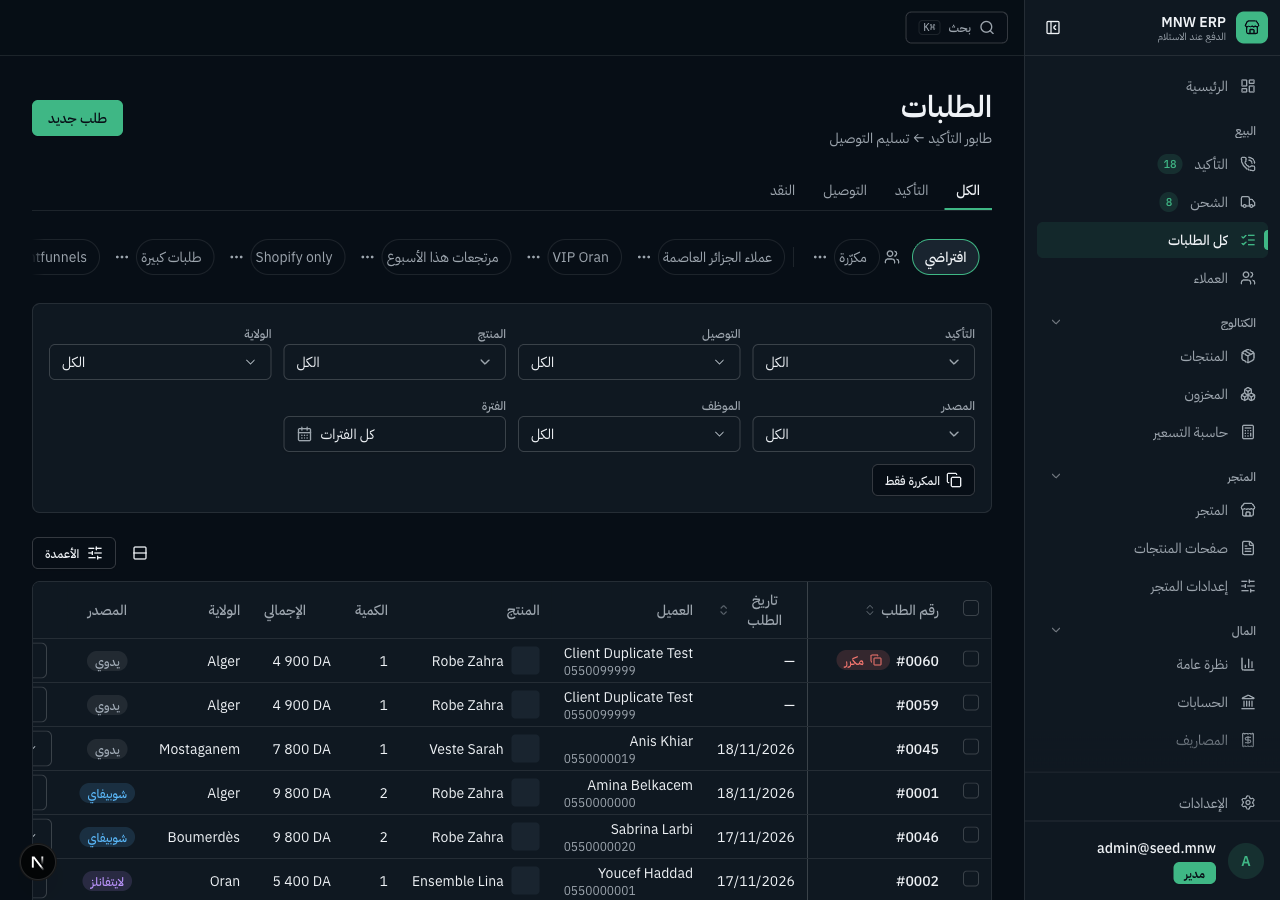 MNW ERP
الدفع عند الاستلام
الرئيسية
البيع
التأكيد 18
الشحن 8
كل الطلبات
العملاء
الكتالوج
المنتجات
المخزون
حاسبة التسعير
المتجر
المتجر
صفحات المنتجات
إعدادات المتجر
المال
نظرة عامة
الحسابات
المصاريف
الإعدادات
A admin@seed.mnw
مدير
بحث ⌘K
الطلبات
طابور التأكيد ← تسليم التوصيل
طلب جديد
الكل التأكيد التوصيل النقد
افتراضي مكرّرة ••• عملاء الجزائر العاصمة ••• VIP Oran ••• مرتجعات هذا الأسبوع ••• Shopify only ••• طلبات كبيرة ••• tfunnels
التأكيد التوصيل المنتج الولاية
الكل الكل الكل الكل
المصدر الموظف الفترة
الكل الكل كل الفترات
المكررة فقط
الأعمدة
رقم الطلب تاريخ الطلب العميل المنتج الكمية الإجمالي الولاية المصدر
#0060 مكرر — Client Duplicate Test 0550099999 Robe Zahra 1 4 900 DA Alger يدوي
#0059 — Client Duplicate Test 0550099999 Robe Zahra 1 4 900 DA Alger يدوي
#0045 18/11/2026 Anis Khiar 0550000019 Veste Sarah 1 7 800 DA Mostaganem يدوي
#0001 18/11/2026 Amina Belkacem 0550000000 Robe Zahra 2 9 800 DA Alger شوبيفاي
#0046 17/11/2026 Sabrina Larbi 0550000020 Robe Zahra 2 9 800 DA Boumerdès شوبيفاي
#0002 17/11/2026 Youcef Haddad 0550000001 Ensemble Lina 1 5 400 DA Oran لايتفانلز
N